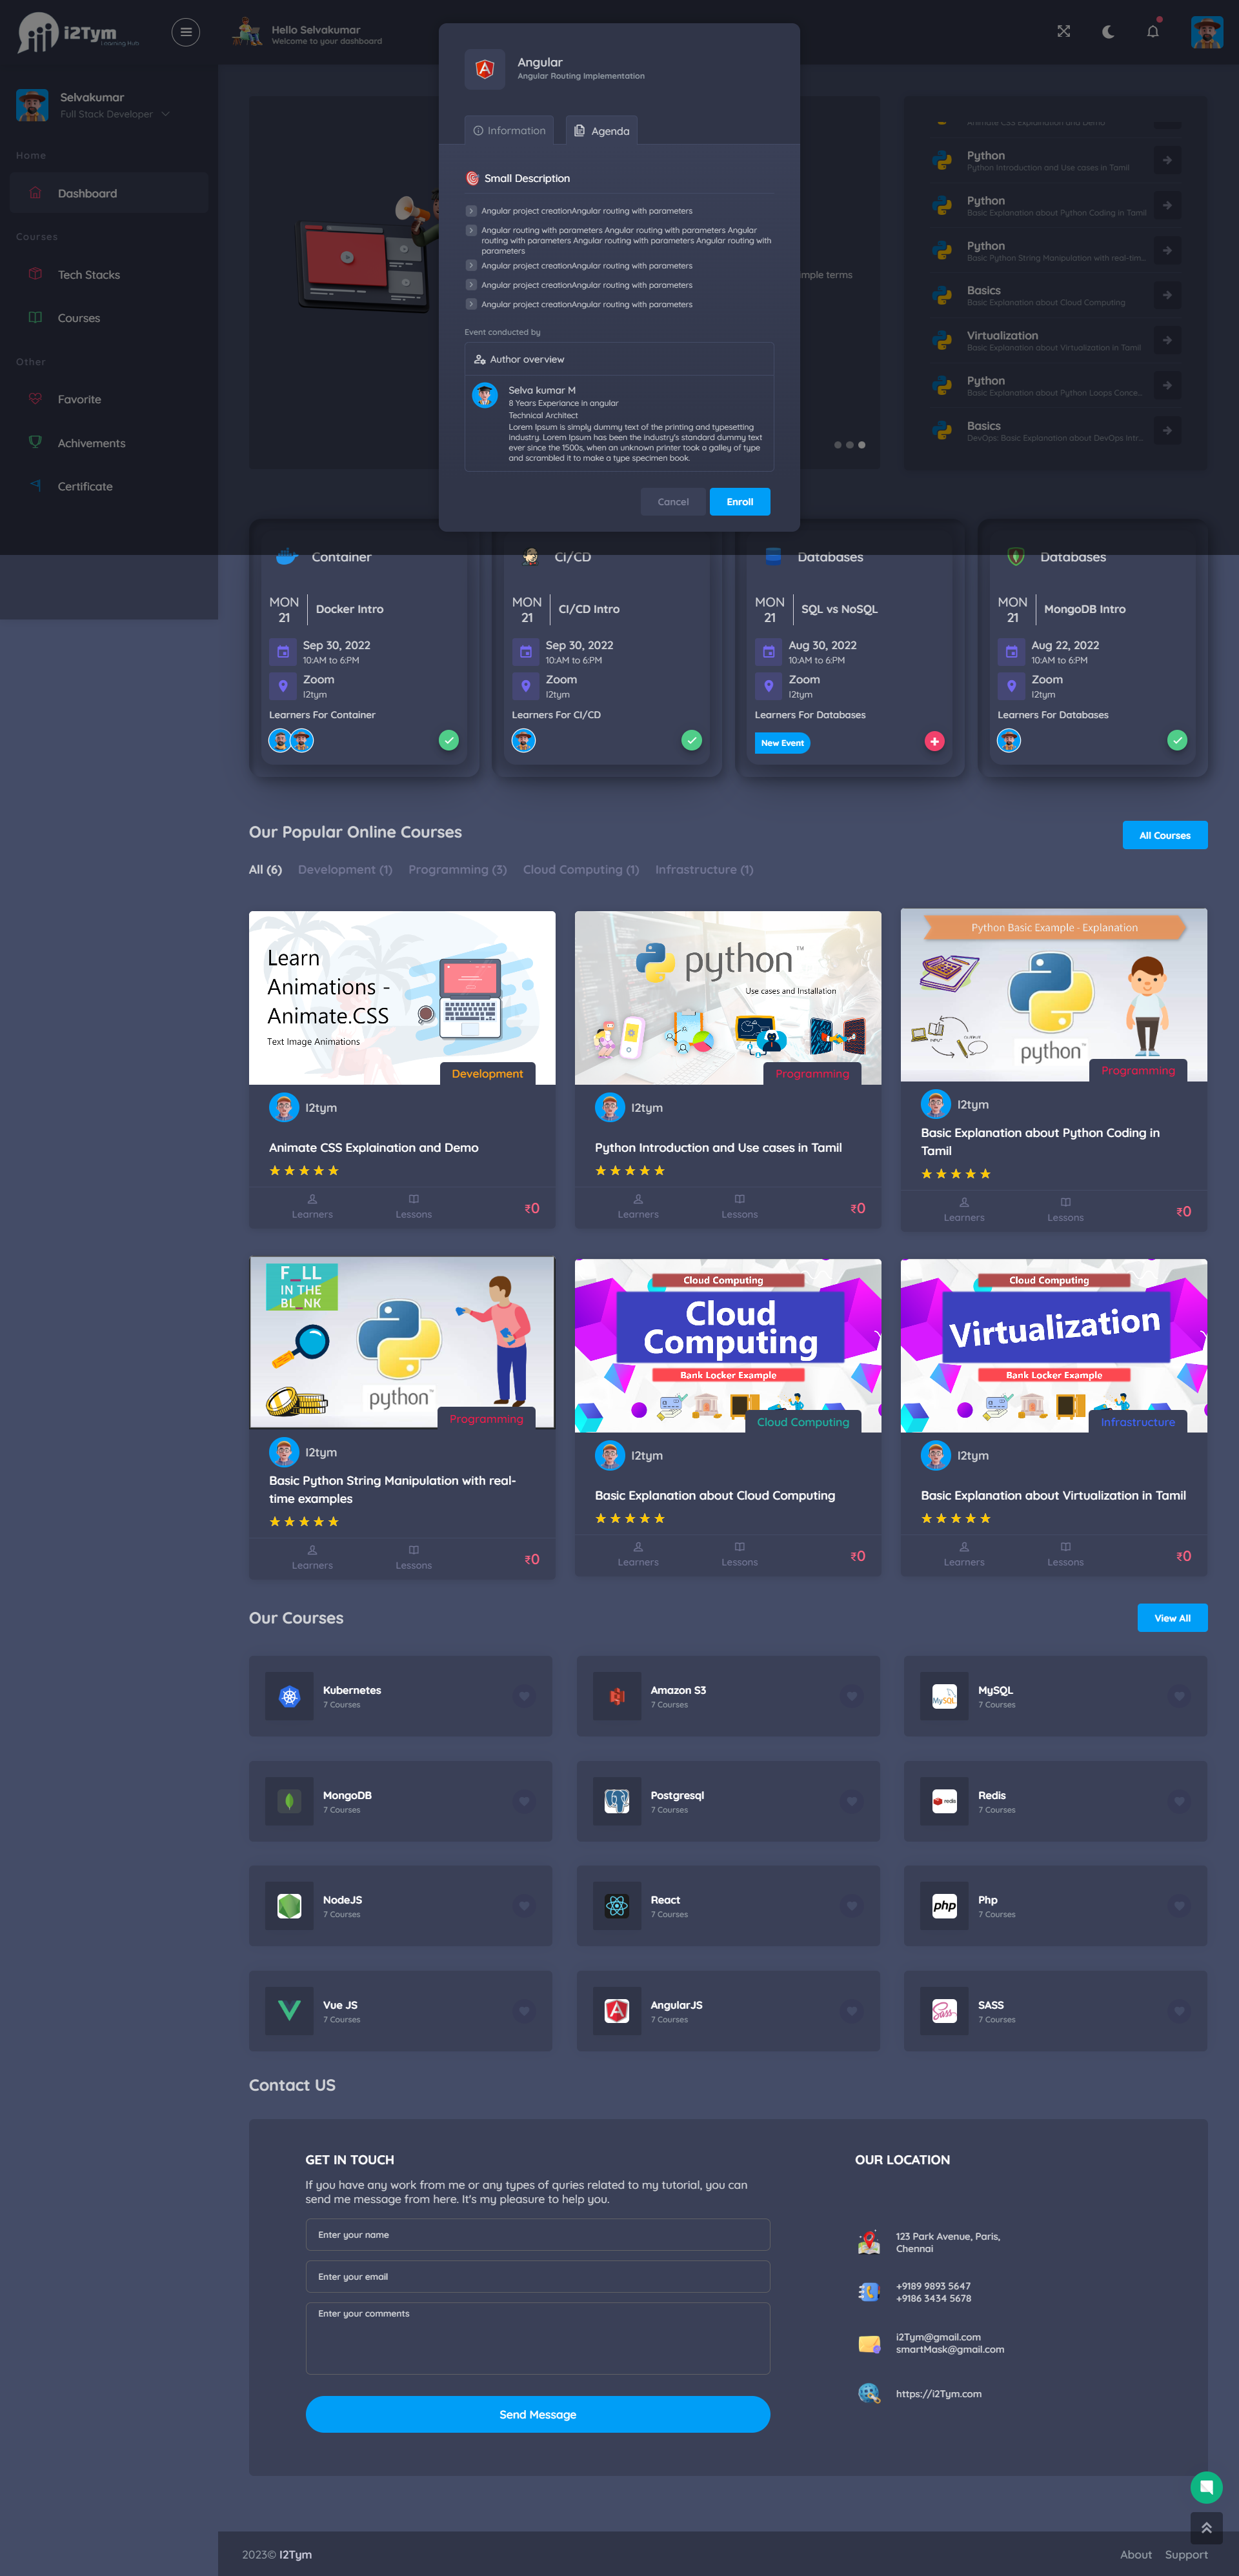 i2Tym
Learning Hub
Hello Selvakumar
Welcome to your dashboard
Selvakumar
Full Stack Developer
Home
Dashboard
Courses
Tech Stacks
Courses
Other
Favorite
Achivements
Certificate
Angular
Angular Routing Implementation
Information
Agenda
Small Description
Angular project creationAngular routing with parameters
Angular routing with parameters Angular routing with parameters Angular
routing with parameters Angular routing with parameters Angular routing with
parameters
Angular project creationAngular routing with parameters
Angular project creationAngular routing with parameters
Angular project creationAngular routing with parameters
Event conducted by
Author overview
Selva kumar M
8 Years Experiance in angular
Technical Architect
Lorem Ipsum is simply dummy text of the printing and typesetting
industry. Lorem Ipsum has been the industry's standard dummy text
ever since the 1500s, when an unknown printer took a galley of type
and scrambled it to make a type specimen book.
Cancel
Enroll
mple terms
Animate CSS Explaination and Demo
Python
Python Introduction and Use cases in Tamil
Python
Basic Explanation about Python Coding in Tamil
Python
Basic Python String Manipulation with real-tim...
Basics
Basic Explanation about Cloud Computing
Virtualization
Basic Explanation about Virtualization in Tamil
Python
Basic Explanation about Python Loops Conce...
Basics
DevOps: Basic Explanation about DevOps Intr...
Container
MON
21
Docker Intro
Sep 30, 2022
10:AM to 6:PM
Zoom
I2tym
Learners For Container
CI/CD
MON
21
CI/CD Intro
Sep 30, 2022
10:AM to 6:PM
Zoom
I2tym
Learners For CI/CD
Databases
MON
21
SQL vs NoSQL
Aug 30, 2022
10:AM to 6:PM
Zoom
I2tym
Learners For Databases
New Event
Databases
MON
21
MongoDB Intro
Aug 22, 2022
10:AM to 6:PM
Zoom
I2tym
Learners For Databases
Our Popular Online Courses
All Courses
All (6)
Development (1)
Programming (3)
Cloud Computing (1)
Infrastructure (1)
Learn
Animations -
Animate.CSS
Text Image Animations
Development
I2tym
Animate CSS Explaination and Demo
Learners
Lessons
₹0
python™
Use cases and Installation
Programming
I2tym
Python Introduction and Use cases in Tamil
Learners
Lessons
₹0
Python Basic Example - Explanation
python™
Programming
I2tym
Basic Explanation about Python Coding in
Tamil
Learners
Lessons
₹0
F_LL
IN THE
BL_NK
python™
Programming
I2tym
Basic Python String Manipulation with real-
time examples
Learners
Lessons
₹0
Cloud Computing
Cloud
Computing
Bank Locker Example
Cloud Computing
I2tym
Basic Explanation about Cloud Computing
Learners
Lessons
₹0
Cloud Computing
Virtualization
Bank Locker Example
Infrastructure
I2tym
Basic Explanation about Virtualization in Tamil
Learners
Lessons
₹0
Our Courses
View All
Kubernetes
7 Courses
Amazon S3
7 Courses
MySQL
MySQL
7 Courses
MongoDB
7 Courses
Postgresql
7 Courses
redis
Redis
7 Courses
NodeJS
7 Courses
React
7 Courses
php
Php
7 Courses
Vue JS
7 Courses
AngularJS
7 Courses
Sass
SASS
7 Courses
Contact US
GET IN TOUCH
If you have any work from me or any types of quries related to my tutorial, you can
send me message from here. It's my pleasure to help you.
Enter your name
Enter your email
Enter your comments
Send Message
OUR LOCATION
123 Park Avenue, Paris,
Chennai
+9189 9893 5647
+9186 3434 5678
i2Tym@gmail.com
smartMask@gmail.com
https://i2Tym.com
2023© I2Tym
About
Support